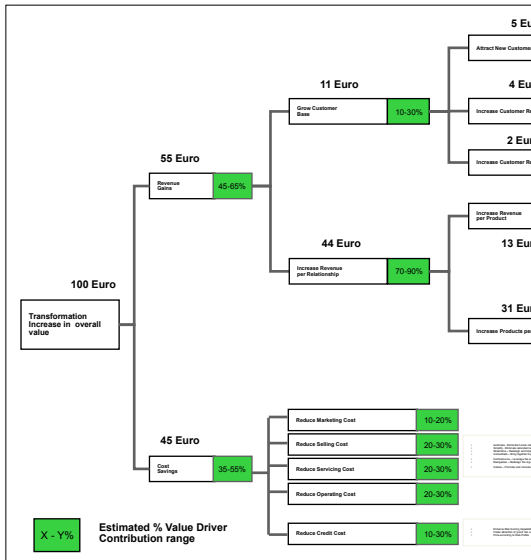 5 Eu
Attract New Custome
11 Euro
4 Eu
Grow Customer
Base
10-30%
Increase Customer Re
2 Eu
Increase Customer Re
55 Euro
Revenue
Gains
45-65%
Increase Revenue
per Product
44 Euro
13 Eu
Increase Revenue
per Relationship
70-90%
100 Euro
31 Eu
Transformation
Increase in overall
value
Increase Products per
Reduce Marketing Cost
10-20%
45 Euro
Reduce Selling Cost
20-30%
Cost
Savings
35-55%
Reduce Servicing Cost
20-30%
Reduce Operating Cost
20-30%
X - Y%
Estimated % Value Driver
Contribution range
Reduce Credit Cost
10-30%